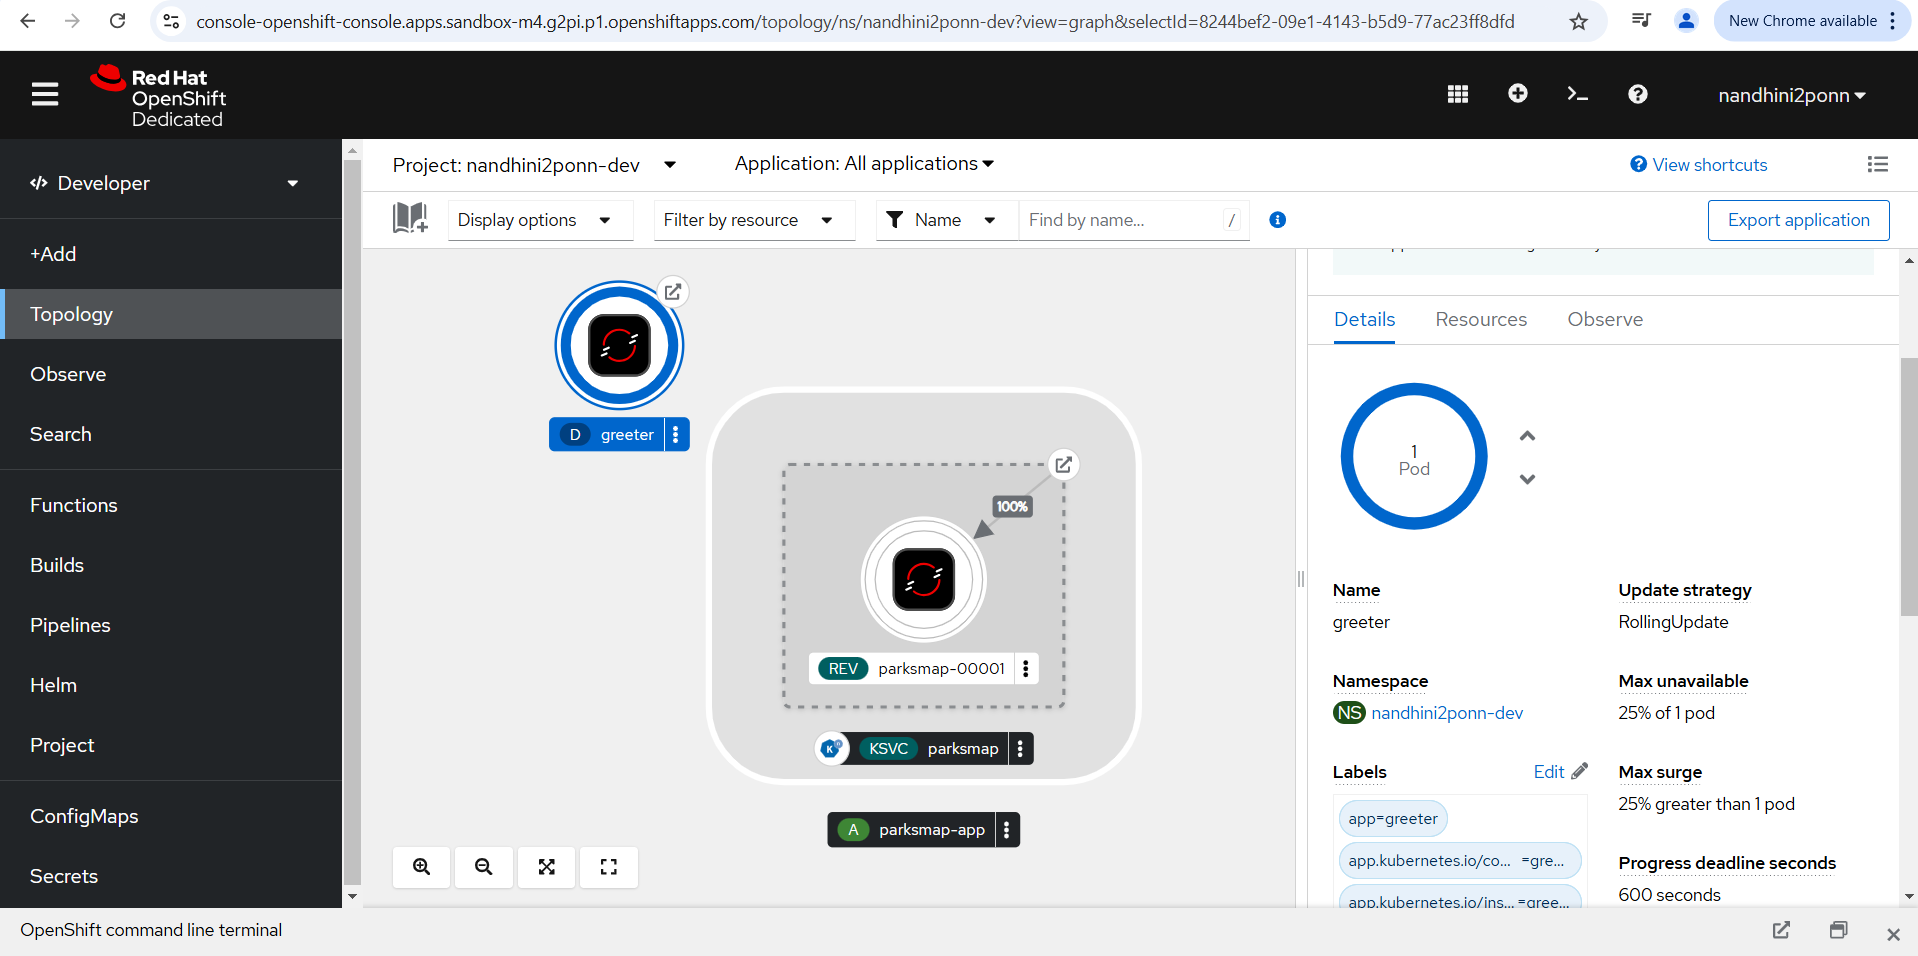 console-openshift-console.apps.sandbox-m4.g2pi.p1.openshiftapps.com/topology/ns/nandhini2ponn-dev?view=graph&selectId=8244bef2-09e1-4143-b5d9-77ac23ff8dfd
New Chrome available
Red Hat
OpenShift
Dedicated
nandhini2ponn
Developer
+Add
Topology
Observe
Search
Functions
Builds
Pipelines
Helm
Project
ConfigMaps
Secrets
Project: nandhini2ponn-dev
Application: All applications
View shortcuts
Display options
Filter by resource
Name
Find by name...
/
Export application
D greeter
100%
REV parksmap-00001
KSVC parksmap
A parksmap-app
Details
Resources
Observe
1
Pod
Name
greeter
Update strategy
RollingUpdate
Namespace
NS nandhini2ponn-dev
Max unavailable
25% of 1 pod
Labels
Edit
app=greeter
app.kubernetes.io/co... =gre...
app.kubernetes.io/ins... =gree...
Max surge
25% greater than 1 pod
Progress deadline seconds
600 seconds
OpenShift command line terminal